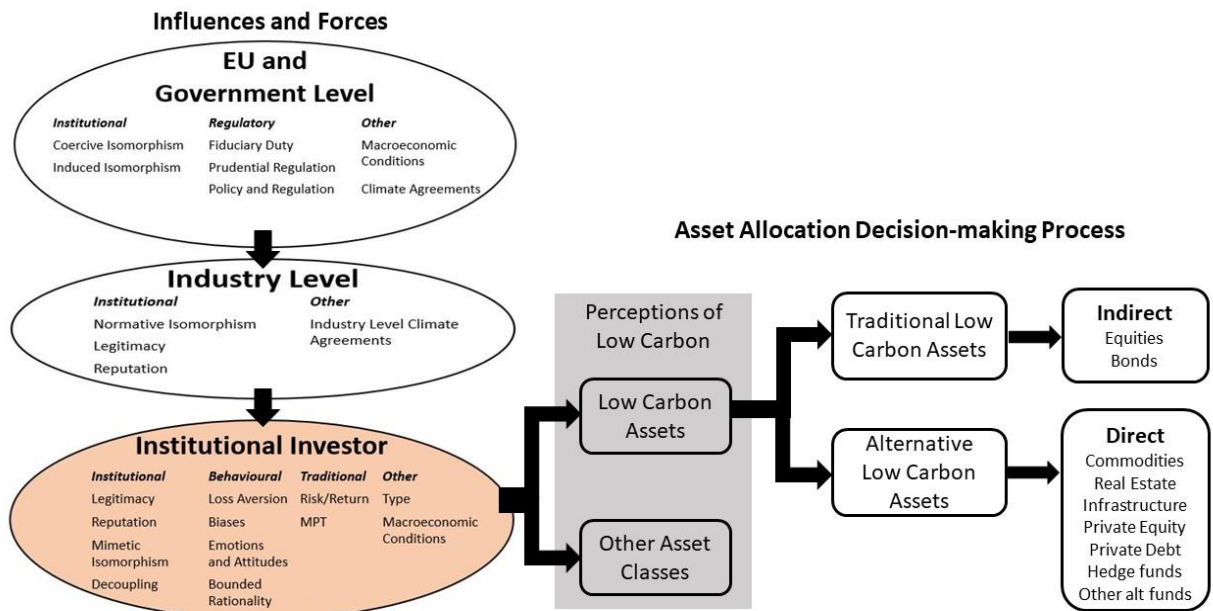 Influences and Forces
EU and
Government Level
Institutional
Coercive Isomorphism
Induced Isomorphism
Regulatory
Fiduciary Duty
Prudential Regulation
Policy and Regulation
Other
Macroeconomic
Conditions
Climate Agreements
Industry Level
Institutional
Normative Isomorphism
Legitimacy
Reputation
Other
Industry Level Climate
Agreements
Institutional Investor
Institutional
Legitimacy
Reputation
Mimetic
Isomorphism
Decoupling
Behavioural
Loss Aversion
Biases
Emotions
and Attitudes
Bounded
Rationality
Traditional
Risk/Return
MPT
Other
Type
Macroeconomic
Conditions
Asset Allocation Decision-making Process
Perceptions of
Low Carbon
Low Carbon
Assets
Other Asset
Classes
Traditional Low
Carbon Assets
Alternative
Low Carbon
Assets
Indirect
Equities
Bonds
Direct
Commodities
Real Estate
Infrastructure
Private Equity
Private Debt
Hedge funds
Other alt funds